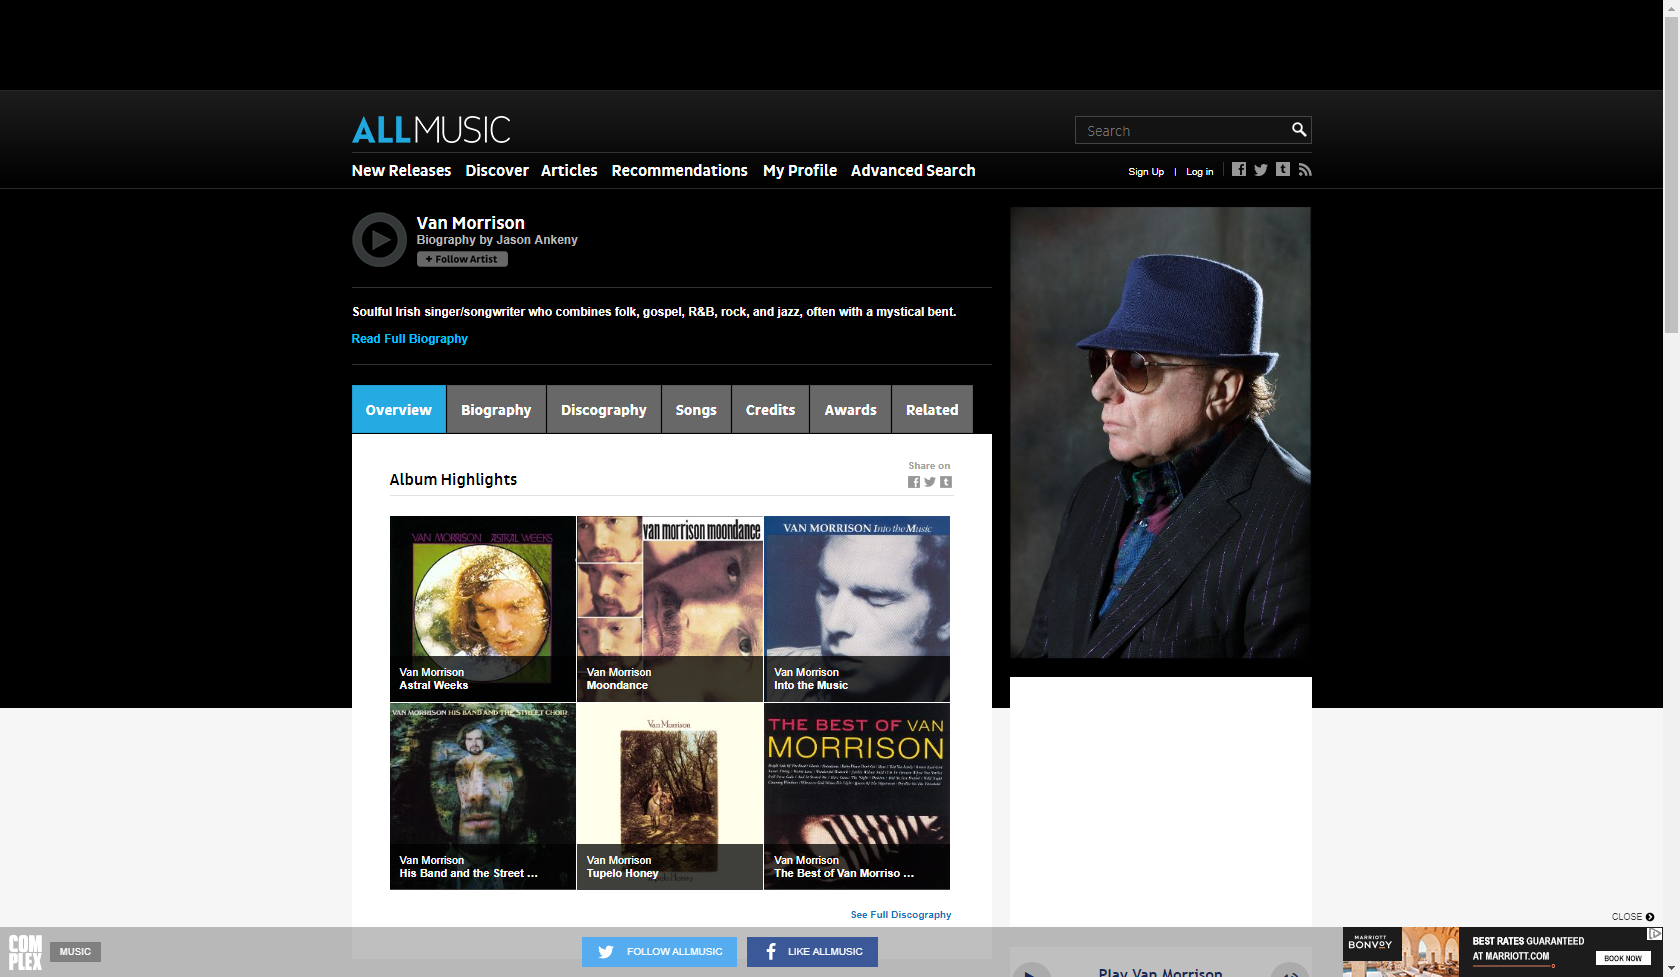 ALLMUSIC
Search
New Releases Discover Articles Recommendations My Profile Advanced Search
Sign Up | Log in
Van Morrison
Biography by Jason Ankeny
+ Follow Artist
Soulful Irish singer/songwriter who combines folk, gospel, R&B, rock, and jazz, often with a mystical bent.
Read Full Biography
Overview Biography Discography Songs Credits Awards Related
Album Highlights
Share on
VAN MORRISON ASTRAL WEEKS
Van Morrison
Astral Weeks
van morrison moondance
Van Morrison
Moondance
VAN MORRISON Into the Music
Van Morrison
Into the Music
VAN MORRISON HIS BAND AND THE STREET CHOIR
Van Morrison
His Band and the Street ...
Van Morrison
Van Morrison
Tupelo Honey
Tupelo Honey
THE BEST OF VAN
MORRISON
Van Morrison
The Best of Van Morriso ...
See Full Discography
CLOSE
COM
PLEX
MUSIC
FOLLOW ALLMUSIC
LIKE ALLMUSIC
Play Van Morrison
MARRIOTT
BONVOY
BEST RATES GUARANTEED
AT MARRIOTT.COM
BOOK NOW